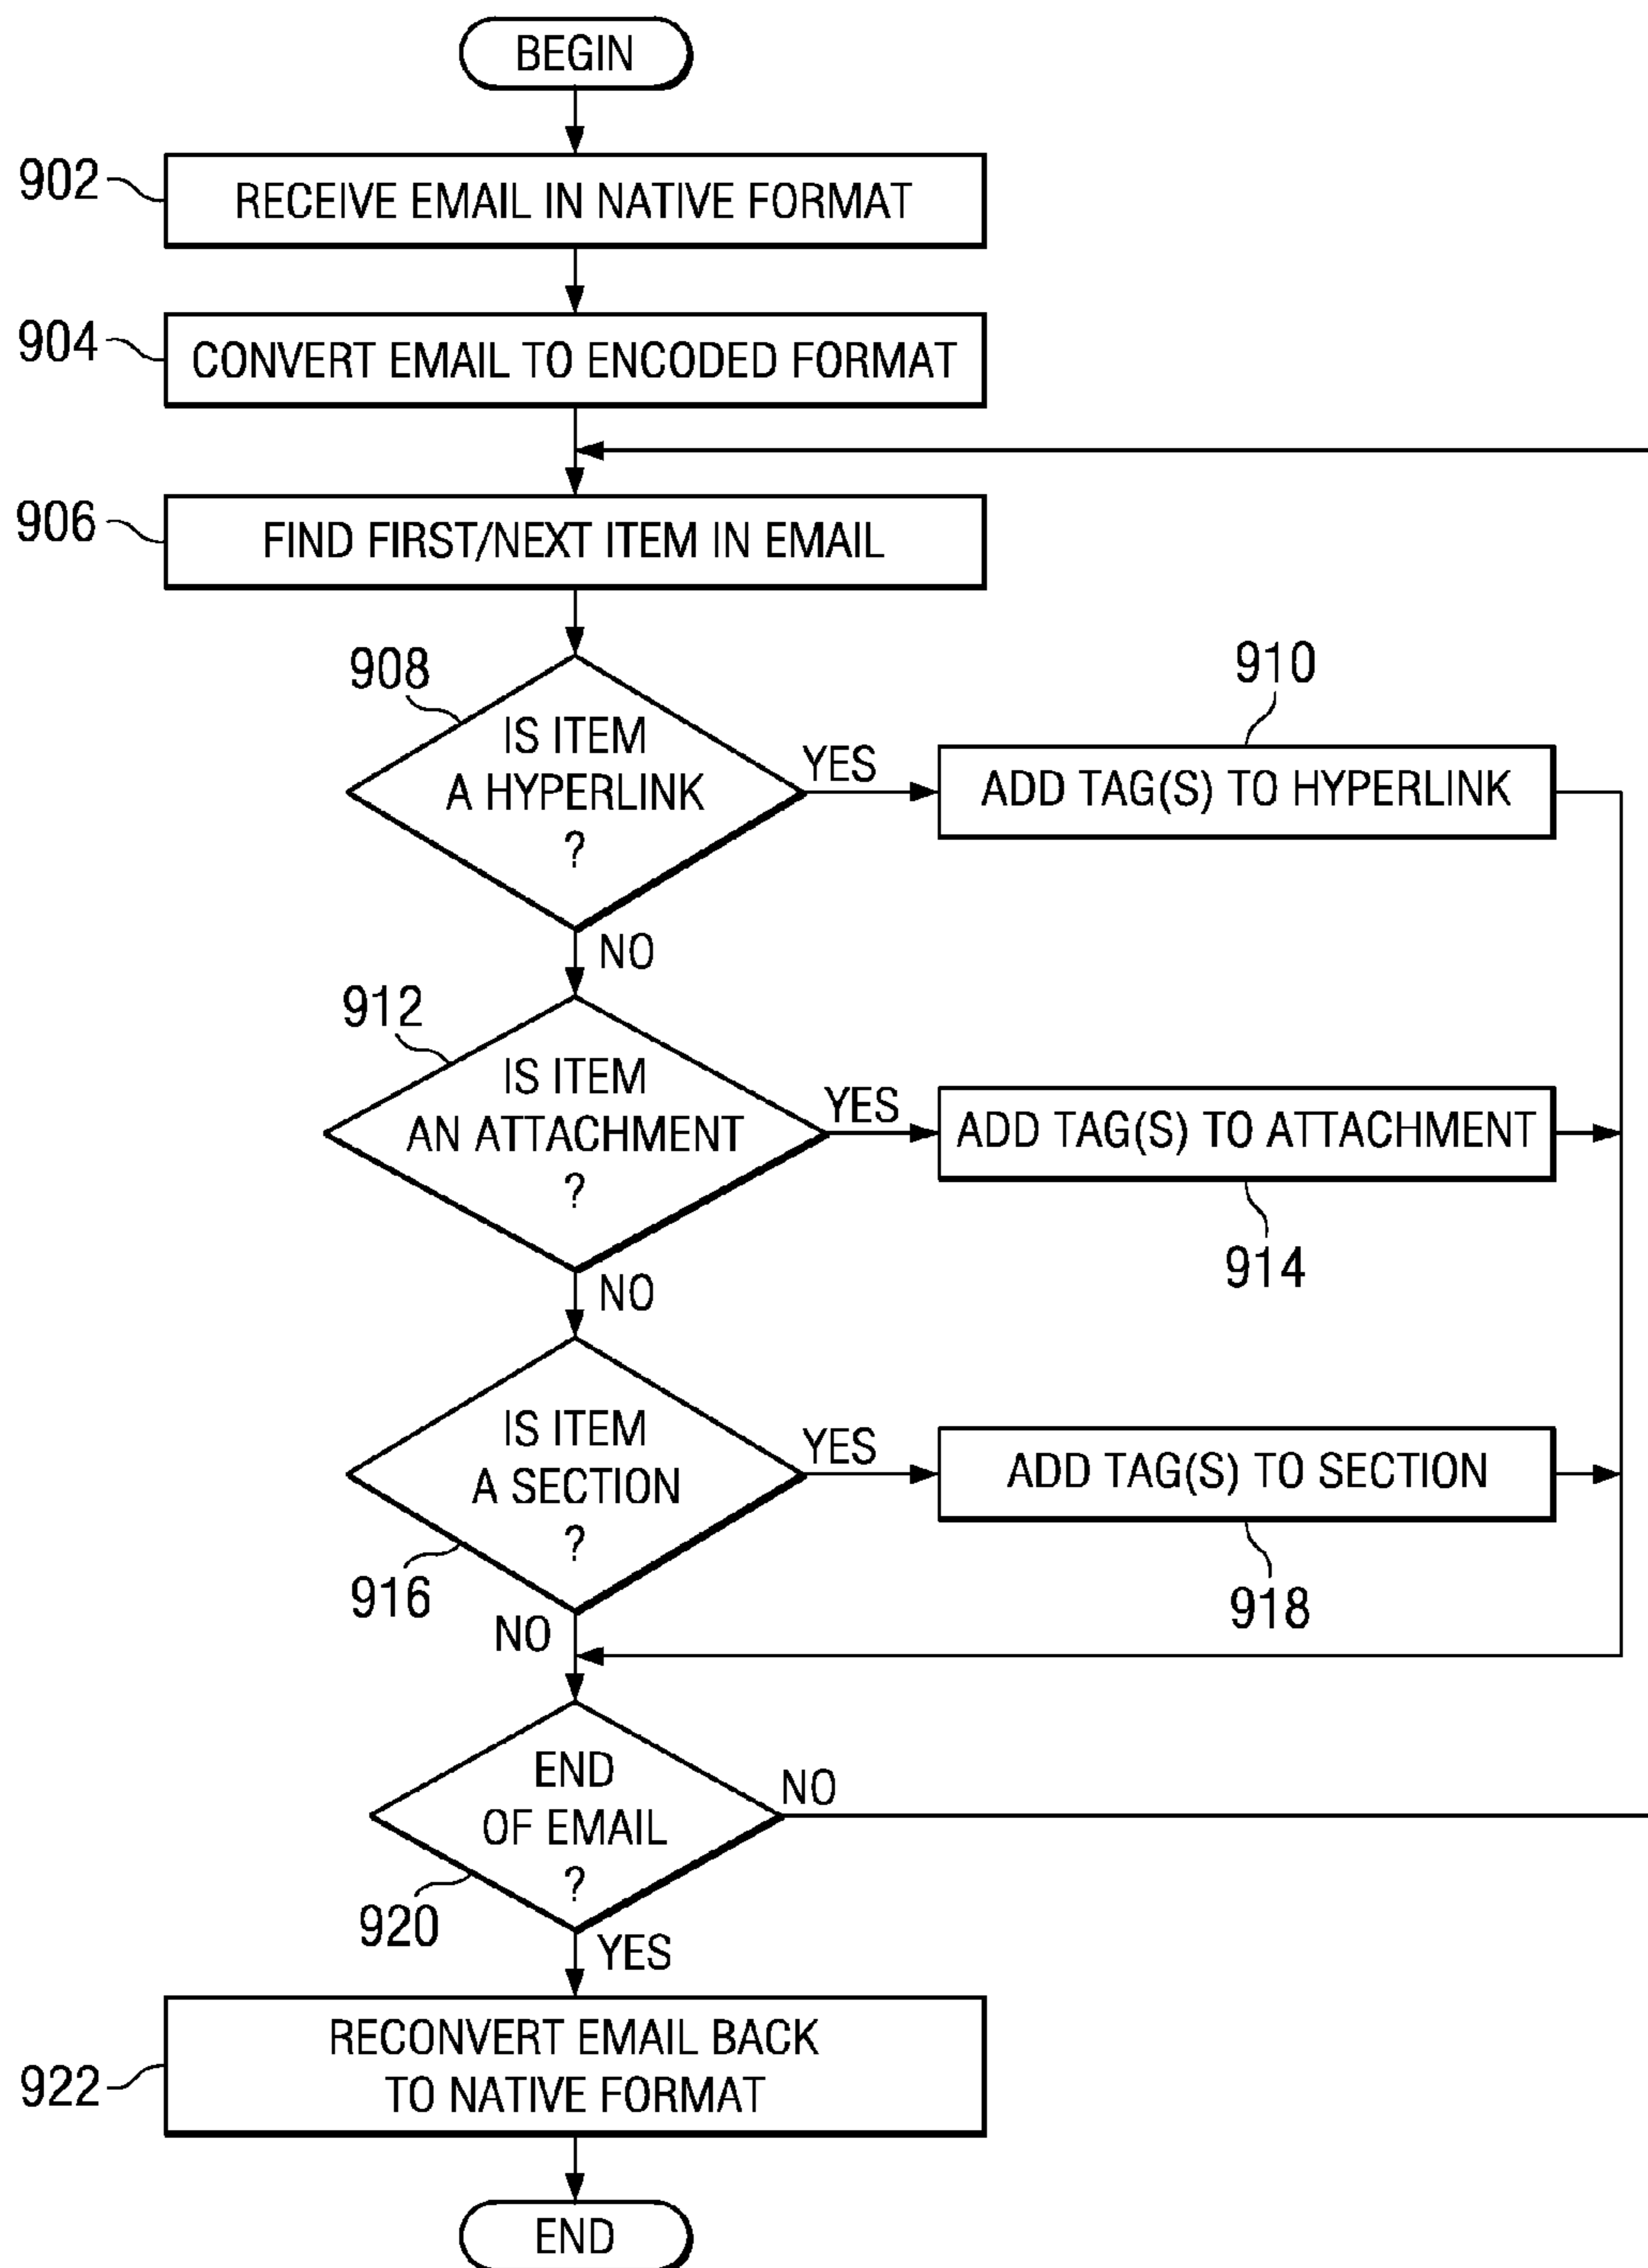 BEGIN
902
RECEIVE EMAIL IN NATIVE FORMAT
904
CONVERT EMAIL TO ENCODED FORMAT
906
FIND FIRST/NEXT ITEM IN EMAIL
908
IS ITEM
A HYPERLINK
?
YES
910
ADD TAG(S) TO HYPERLINK
NO
912
IS ITEM
AN ATTACHMENT
?
YES
ADD TAG(S) TO ATTACHMENT
914
NO
IS ITEM
A SECTION
?
916
YES
ADD TAG(S) TO SECTION
918
NO
END
OF EMAIL
?
920
NO
YES
922
RECONVERT EMAIL BACK
TO NATIVE FORMAT
END